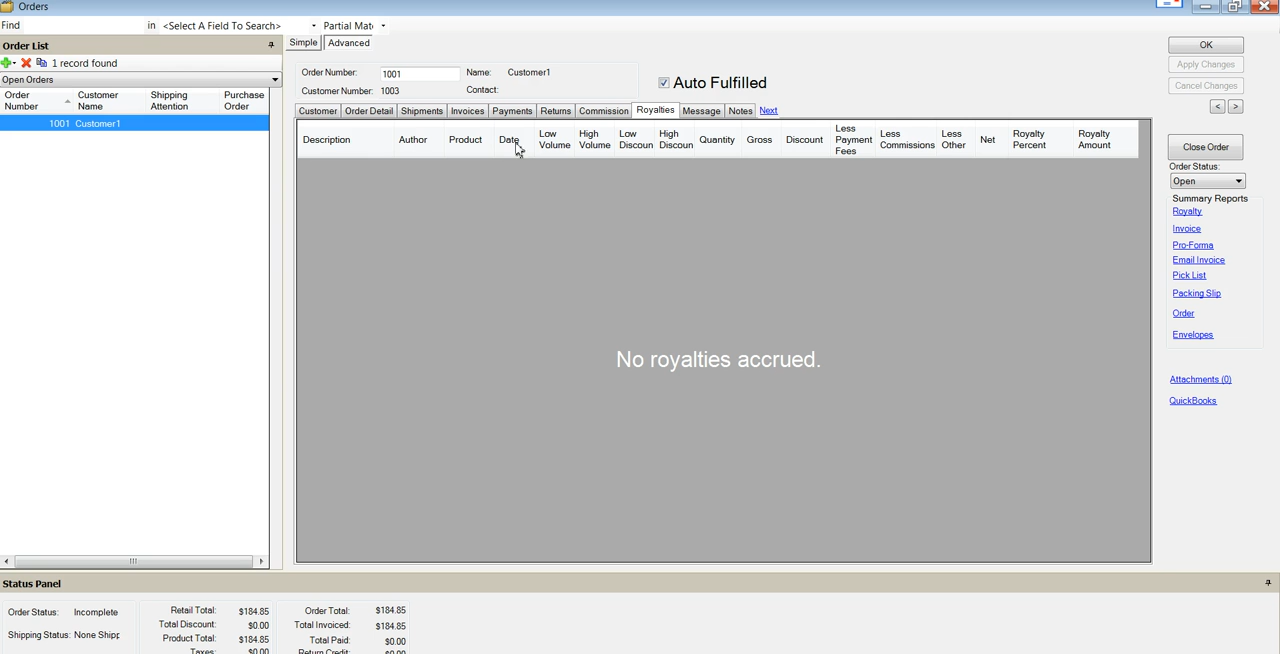 Orders
Find in <Select A Field To Search> Partial Mat
Order List
1 record found
Open Orders
Order Number Customer Name Shipping Attention Purchase Order
1001 Customer1
Simple Advanced
Order Number: 1001 Name: Customer1
Customer Number: 1003 Contact:
Auto Fulfilled
Customer Order Detail Shipments Invoices Payments Returns Commission Royalties Message Notes Next
Description Author Product Date Low Volume High Volume Low Discoun High Discoun Quantity Gross Discount Less Payment Fees Less Commissions Less Other Net Royalty Percent Royalty Amount
No royalties accrued.
OK
Apply Changes
Cancel Changes
< >
Close Order
Order Status:
Open
Summary Reports
Royalty
Invoice
Pro-Forma
Email Invoice
Pick List
Packing Slip
Order
Envelopes
Attachments (0)
QuickBooks
Status Panel
Order Status: Incomplete
Shipping Status: None Shipp
Retail Total: $184.85
Total Discount: $0.00
Product Total: $184.85
Taxes: $0.00
Order Total: $184.85
Total Invoiced: $184.85
Total Paid: $0.00
Return Credit: $0.00